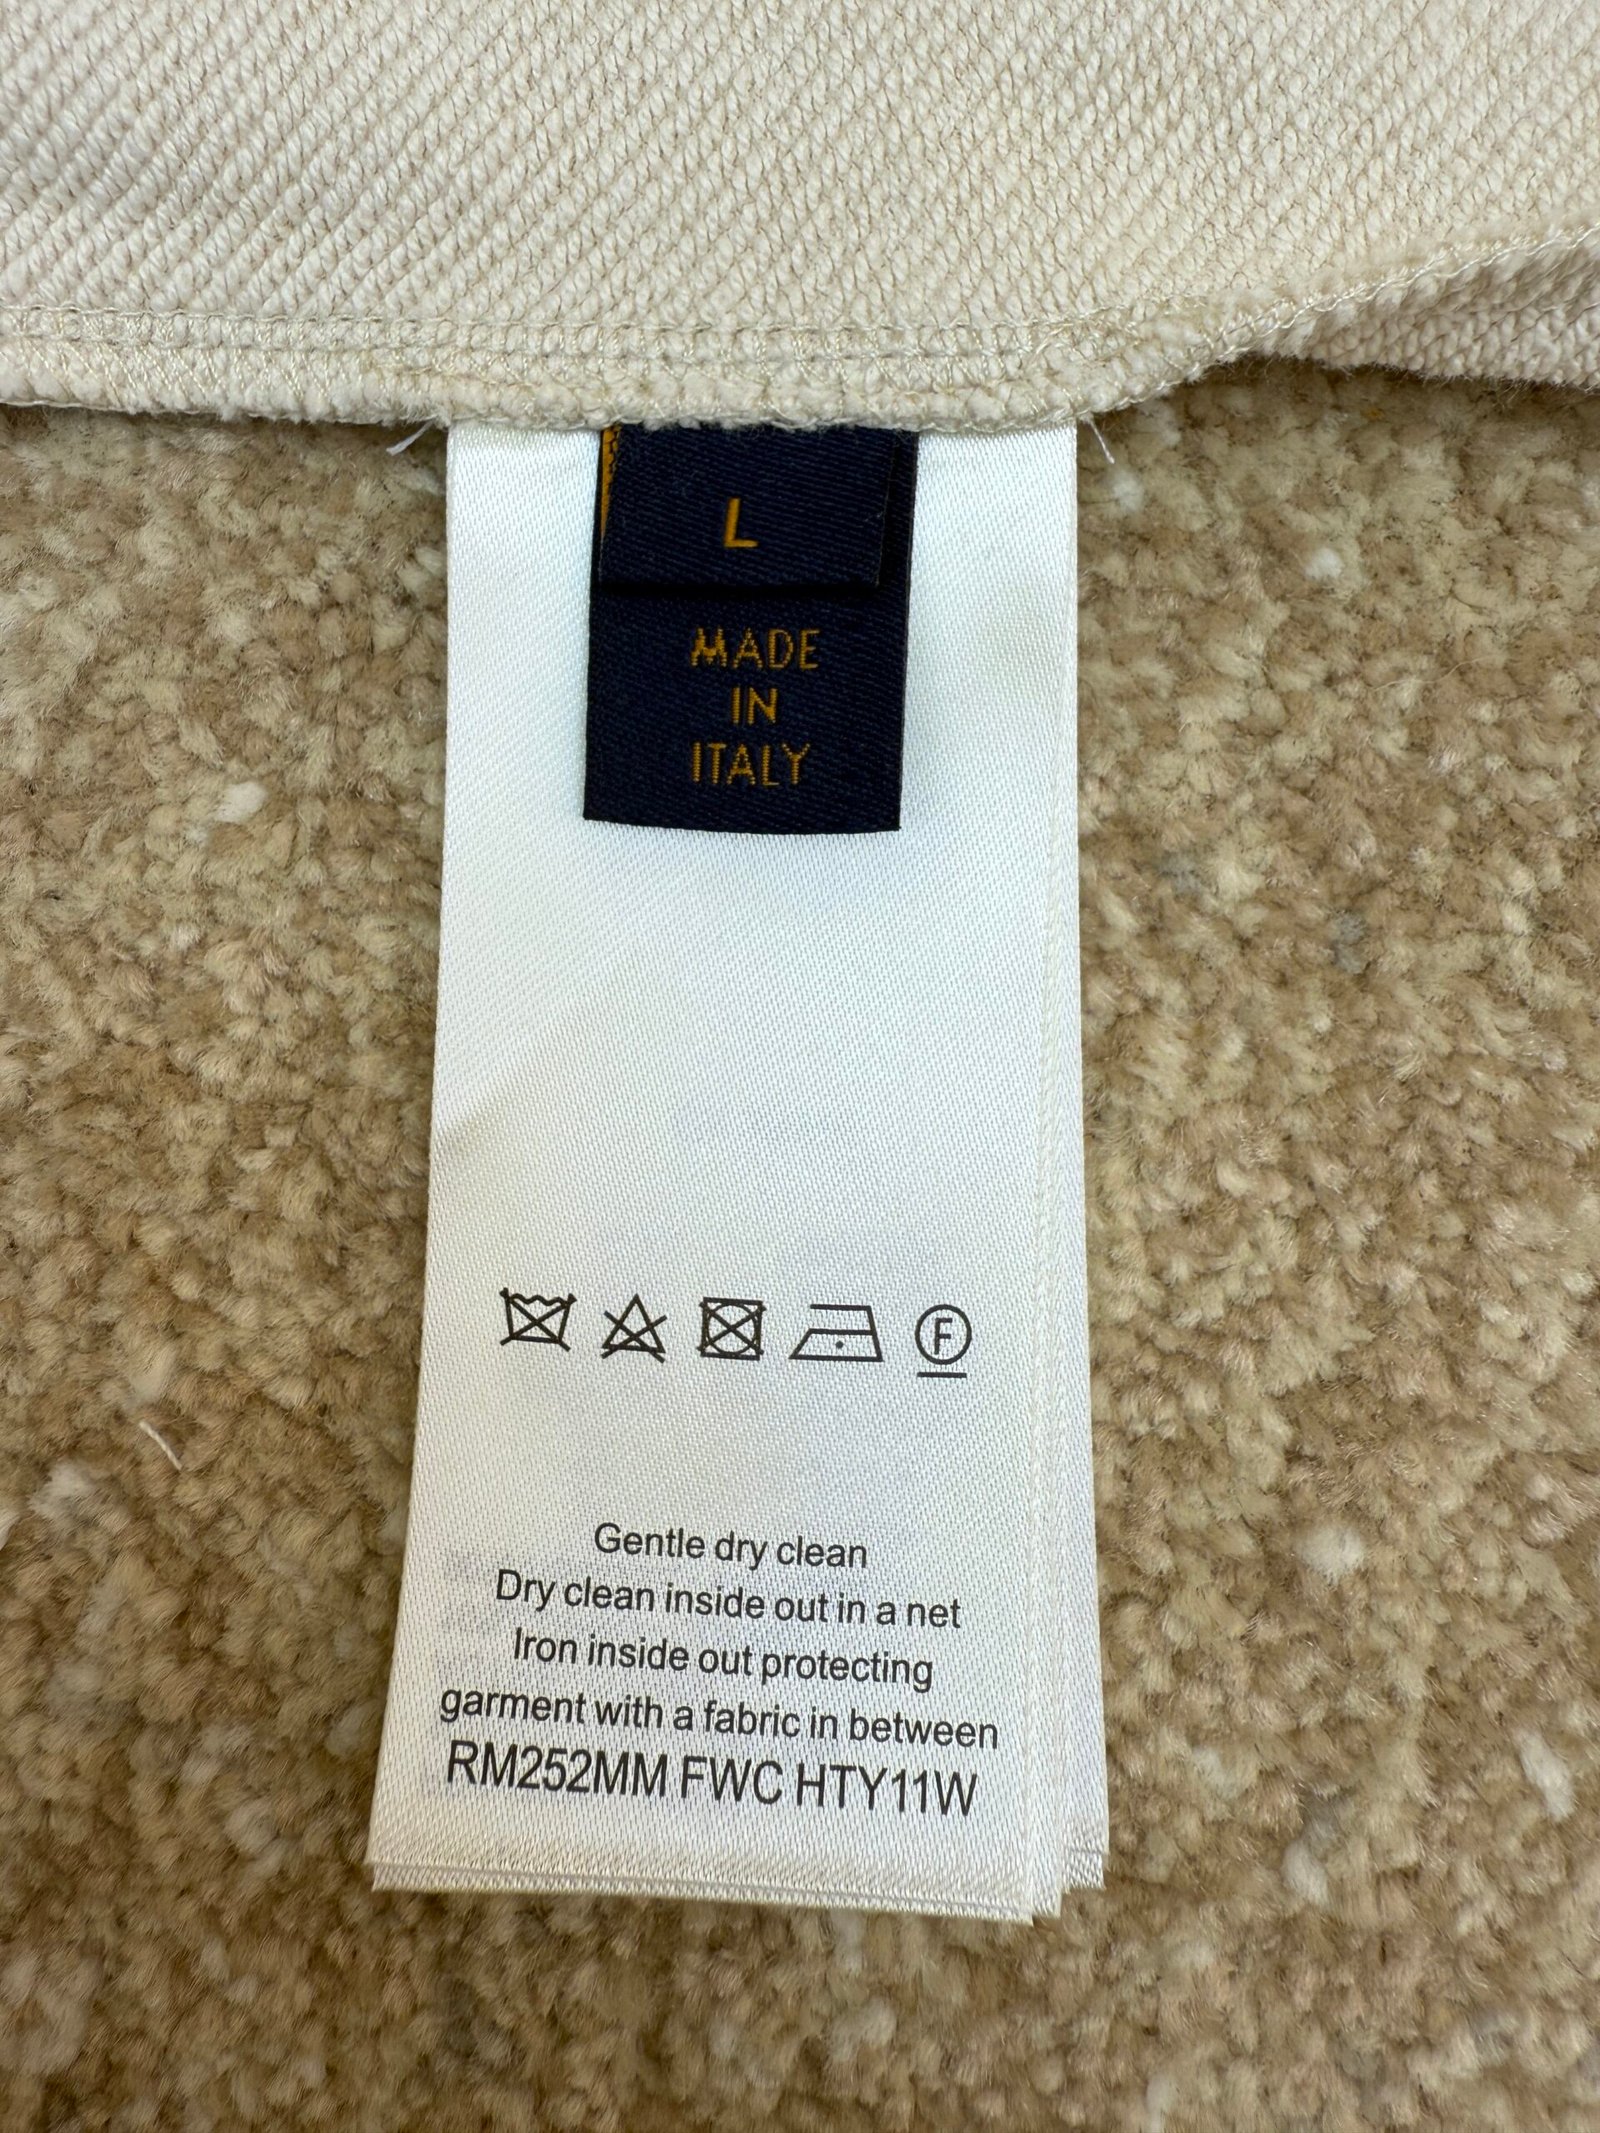 L
MADE
IN
ITALY
F
Gentle dry clean
Dry clean inside out in a net
Iron inside out protecting
garment with a fabric in between
RM252MM FWC HTY11W